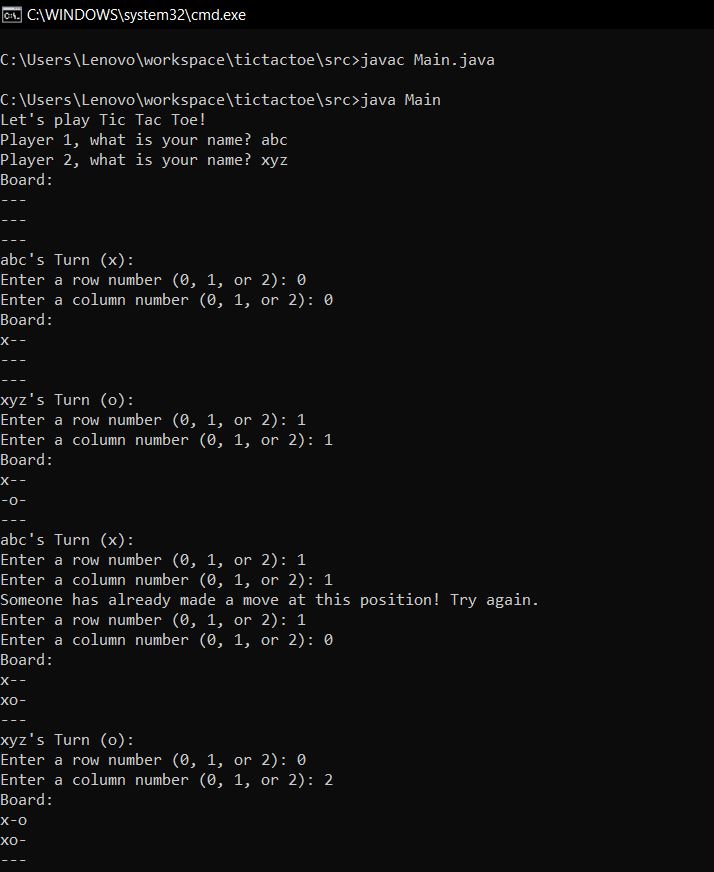 C:\WINDOWS\system32\cmd.exe
C:\Users\Lenovo\workspace\tictactoe\src>javac Main.java
C:\Users\Lenovo\workspace\tictactoe\src>java Main
Let's play Tic Tac Toe!
Player 1, what is your name? abc
Player 2, what is your name? xyz
Board:
---
---
---
abc's Turn (x):
Enter a row number (0, 1, or 2): 0
Enter a column number (0, 1, or 2): 0
Board:
x--
---
---
xyz's Turn (o):
Enter a row number (0, 1, or 2): 1
Enter a column number (0, 1, or 2): 1
Board:
x--
-o-
---
abc's Turn (x):
Enter a row number (0, 1, or 2): 1
Enter a column number (0, 1, or 2): 1
Someone has already made a move at this position! Try again.
Enter a row number (0, 1, or 2): 1
Enter a column number (0, 1, or 2): 0
Board:
x--
xo-
---
xyz's Turn (o):
Enter a row number (0, 1, or 2): 0
Enter a column number (0, 1, or 2): 2
Board:
x-o
xo-
---